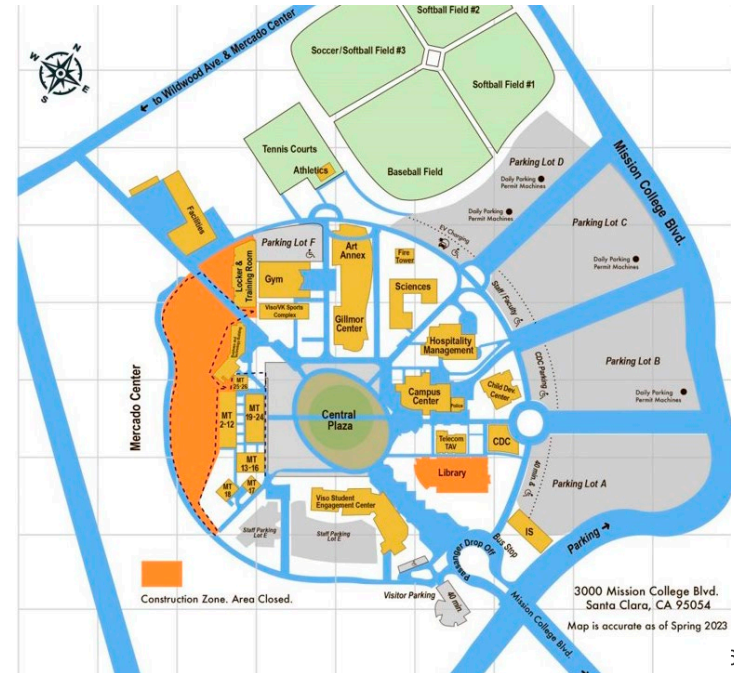 Softball Field #2
N
W
E
S
← to Wildwood Ave. & Mercado Center
Soccer/Softball Field #3
Softball Field #1
Tennis Courts
Athletics
Baseball Field
Mission College Blvd.
Parking Lot D
Daily Parking
Permit Machines
Daily Parking
Permit Machines
Parking Lot C
Daily Parking
Permit Machines
Facilities
Parking Lot F
Locker &
Training Room
Gym
Viso/VK Sports
Complex
Art
Annex
Gillmor
Center
Fire
Tower
Sciences
EV Charging
Staff / Faculty
Hospitality
Management
CDC Parking
Parking Lot B
Daily Parking
Permit Machines
Mercado Center
MT
25-26
MT
2-12
MT
19-24
MT
13-16
MT
17
MT
18
Central
Plaza
Campus
Center
Police
Child Dev.
Center
Telecom
TAV
CDC
Library
40 min. &
Parking Lot A
Viso Student
Engagement Center
Staff Parking
Lot E
Staff Parking
Lot E
IS
Bus Stop
Passanger Drop Off
Parking →
Visitor Parking
40 min
Mission College Blvd.
Construction Zone. Area Closed.
3000 Mission College Blvd.
Santa Clara, CA 95054
Map is accurate as of Spring 2023